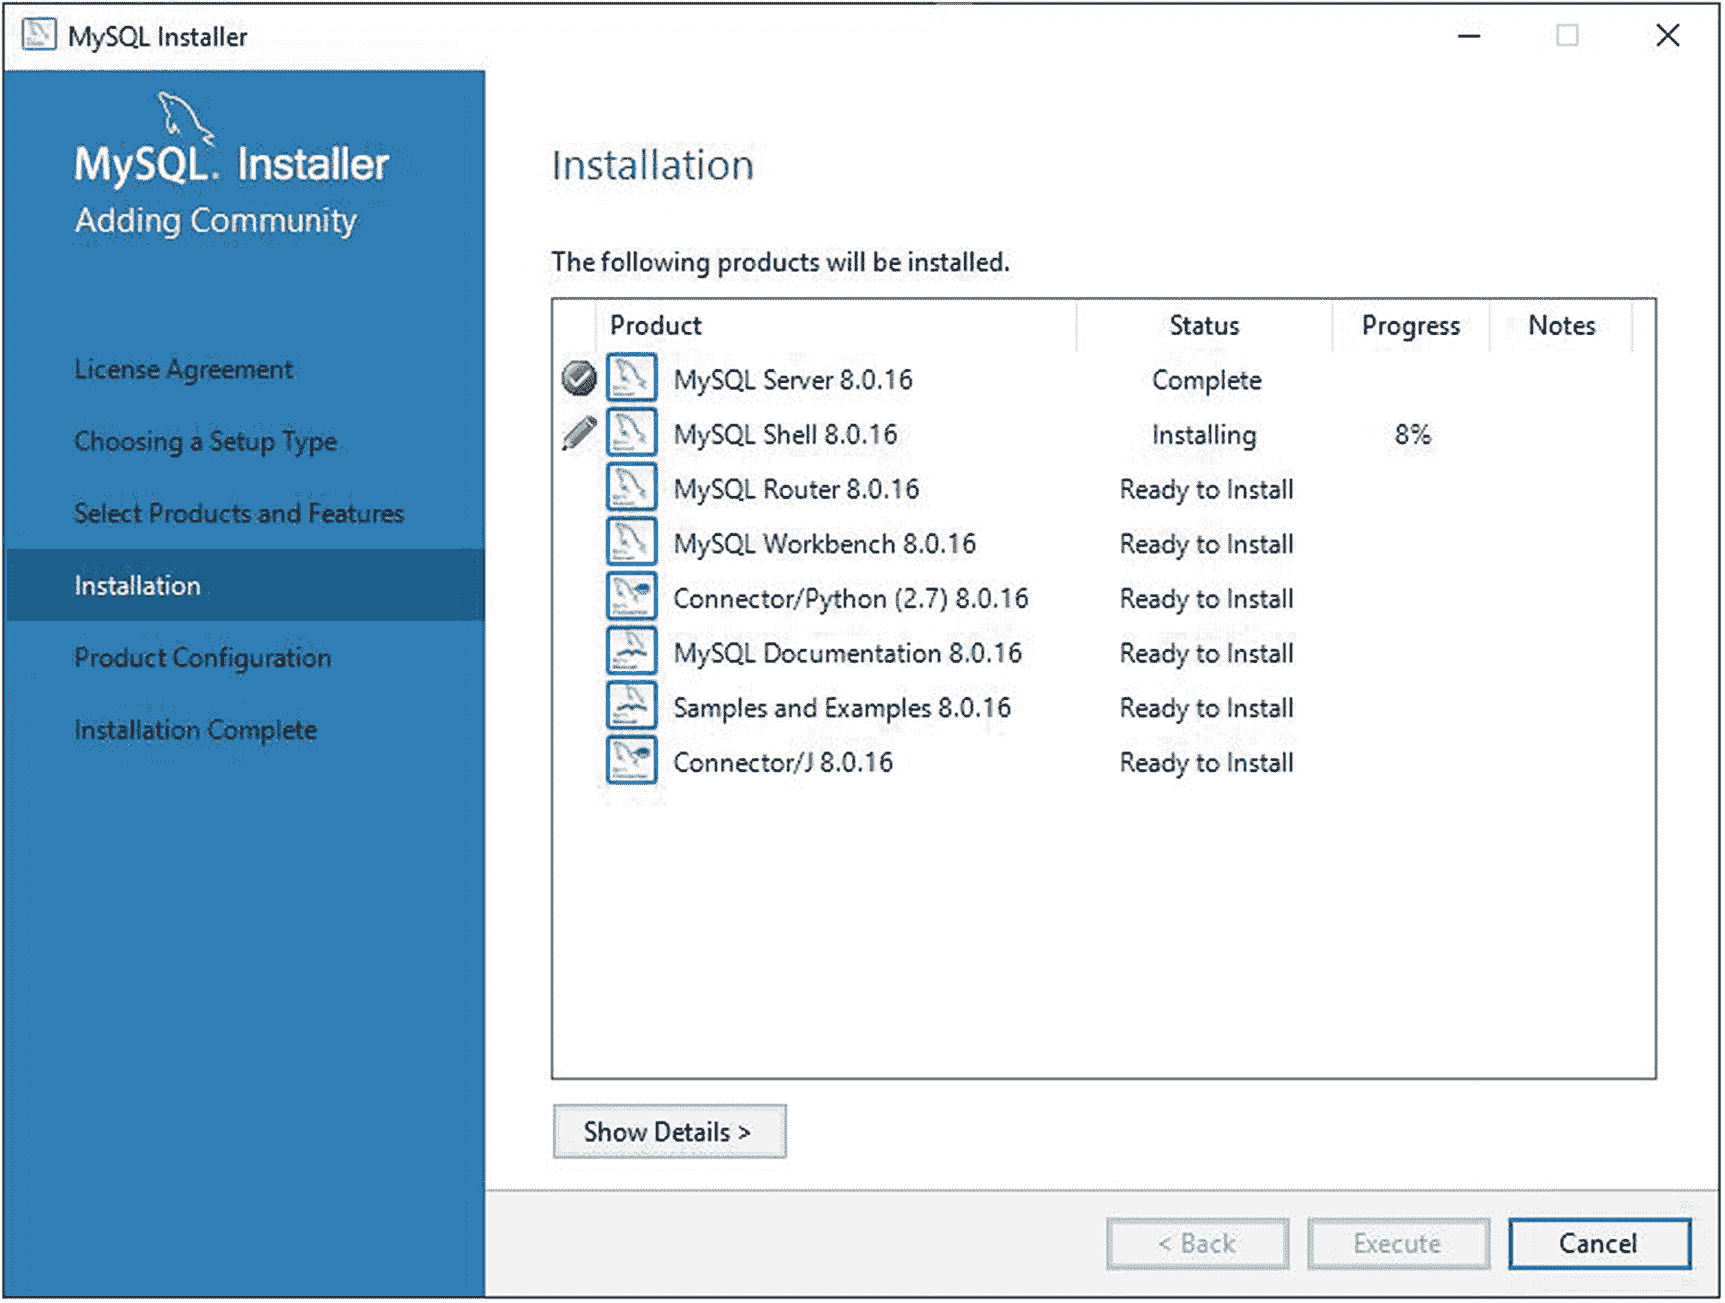 MySQL Installer
MySQL. Installer
Adding Community
License Agreement
Choosing a Setup Type
Select Products and Features
Installation
Product Configuration
Installation Complete
Installation
The following products will be installed.
Product Status Progress Notes
MySQL Server 8.0.16 Complete
MySQL Shell 8.0.16 Installing 8%
MySQL Router 8.0.16 Ready to Install
MySQL Workbench 8.0.16 Ready to Install
Connector/Python (2.7) 8.0.16 Ready to Install
MySQL Documentation 8.0.16 Ready to Install
Samples and Examples 8.0.16 Ready to Install
Connector/J 8.0.16 Ready to Install
Show Details >
< Back Execute Cancel